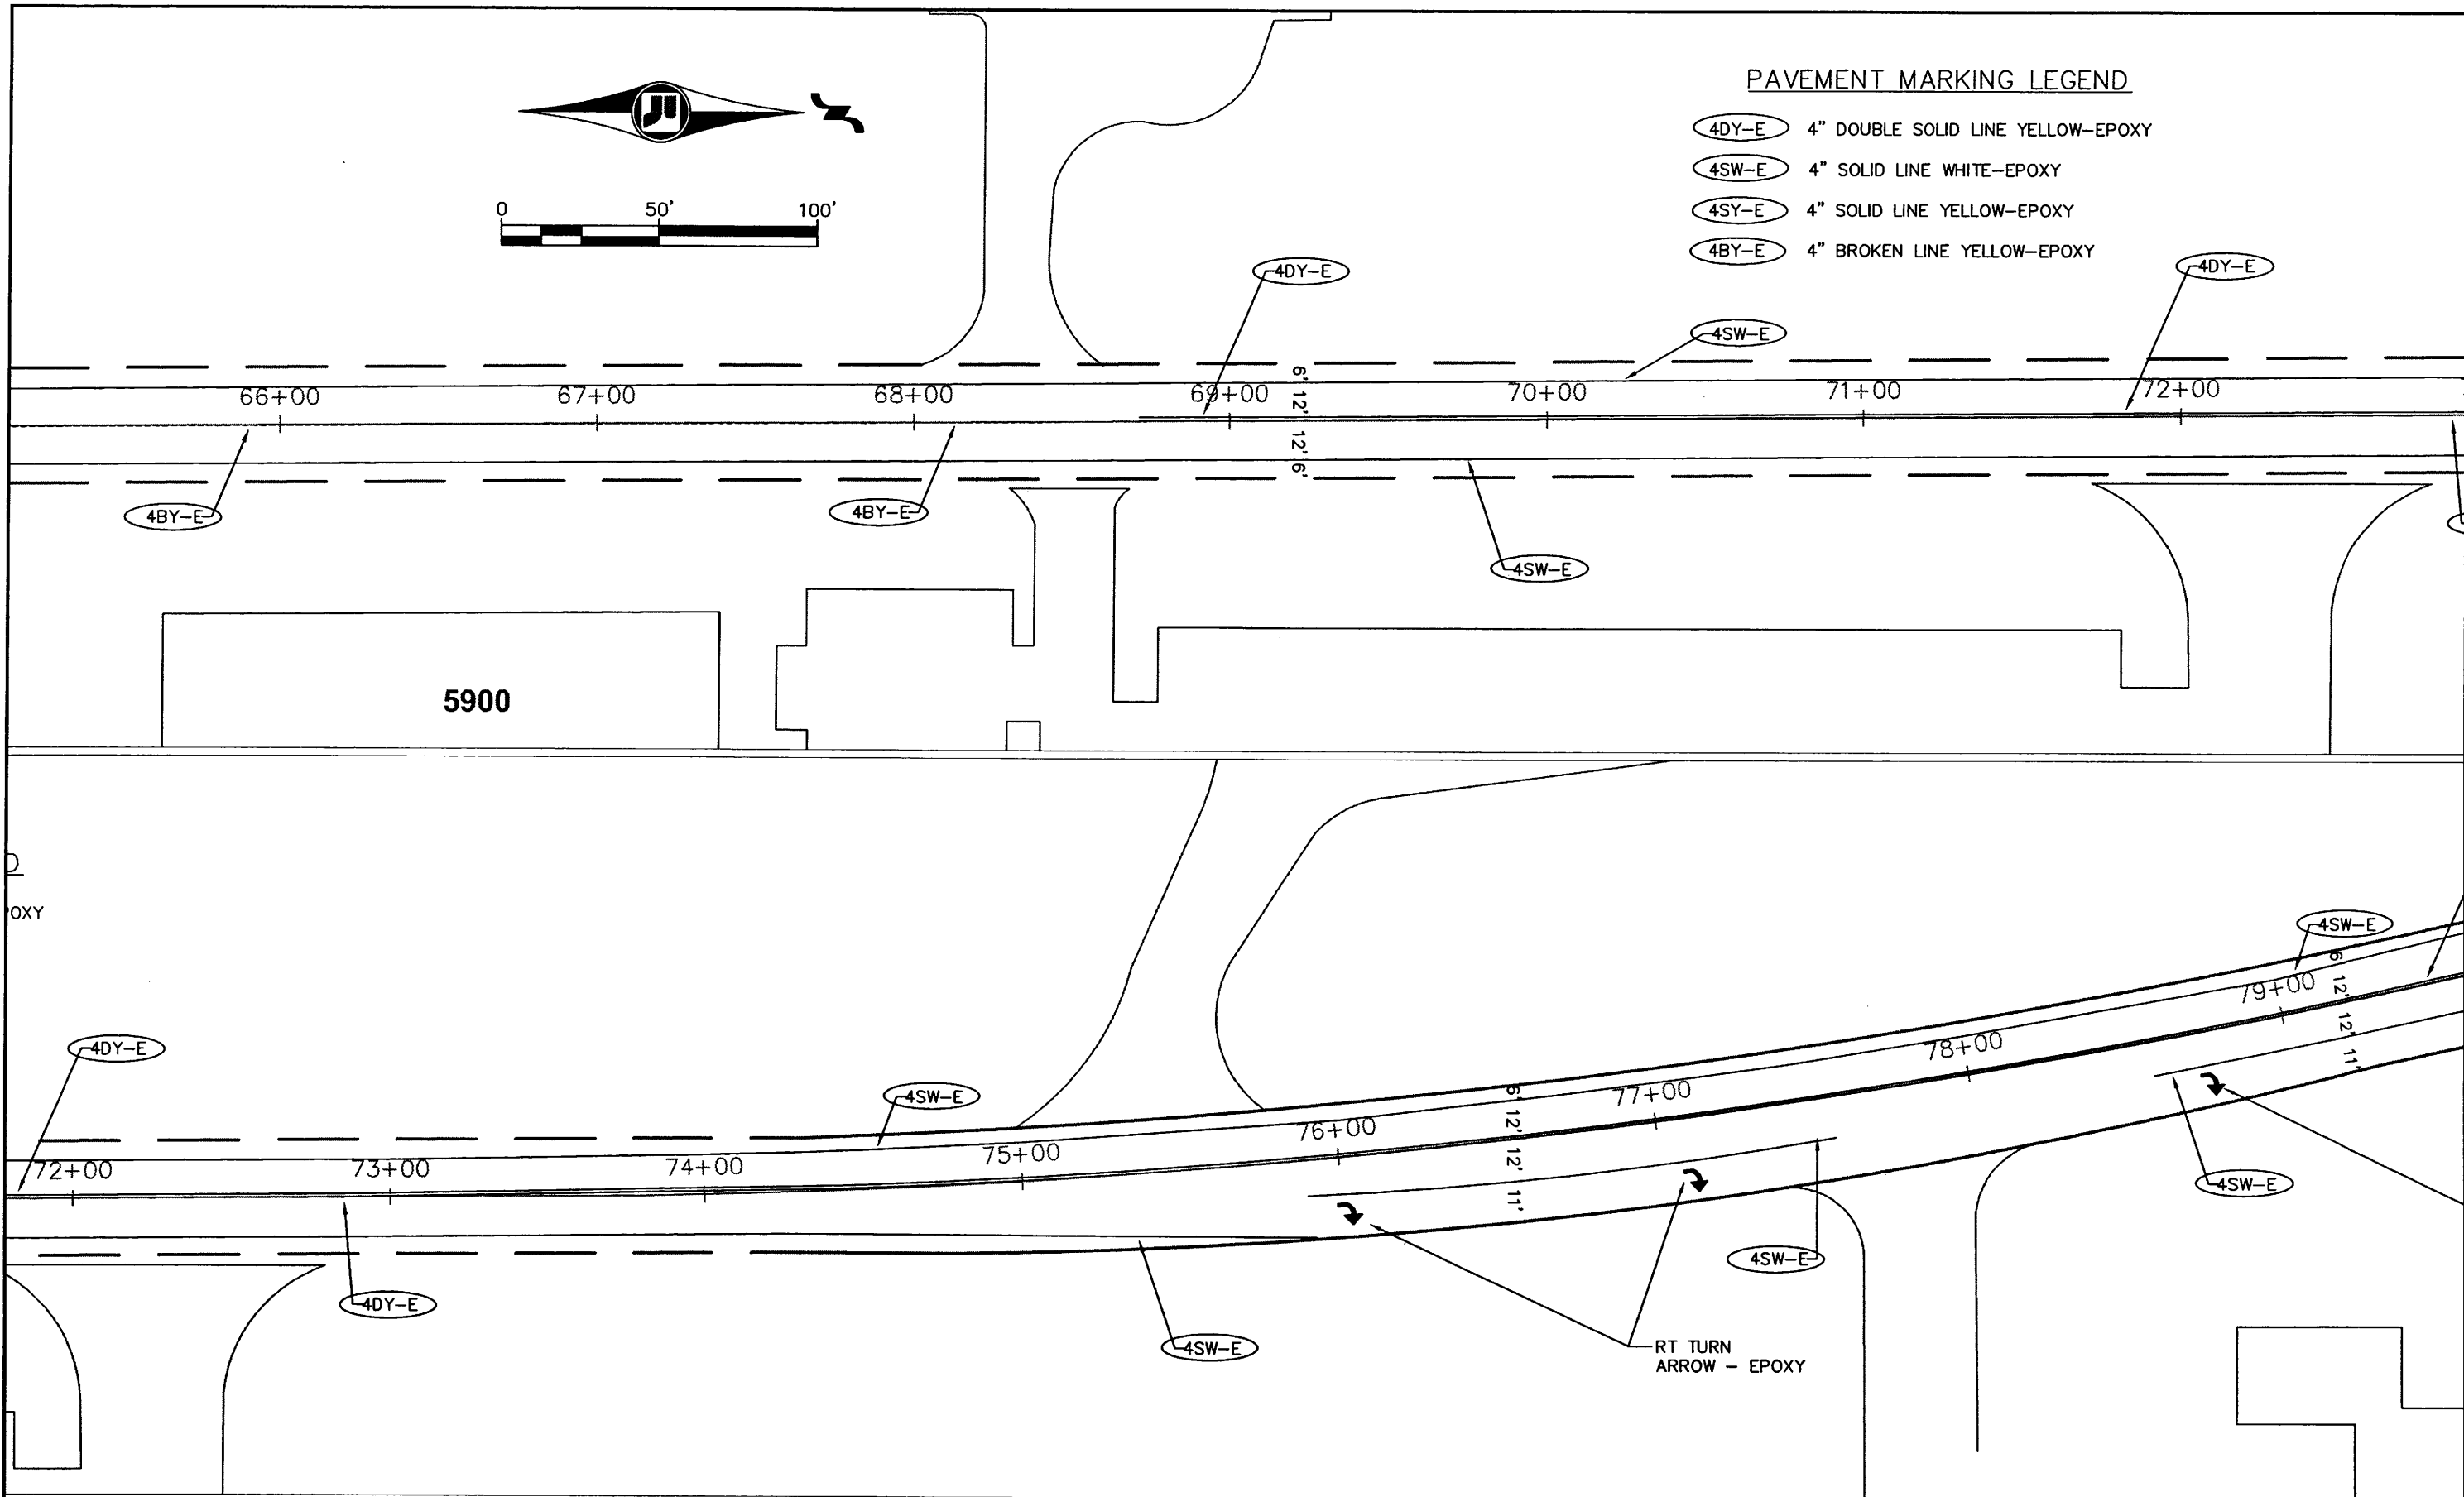 PAVEMENT MARKING LEGEND
4DY-E 4" DOUBLE SOLID LINE YELLOW-EPOXY
4SW-E 4" SOLID LINE WHITE-EPOXY
4SY-E 4" SOLID LINE YELLOW-EPOXY
4BY-E 4" BROKEN LINE YELLOW-EPOXY
N
0 50' 100'
4DY-E
4DY-E
4SW-E
66+00 67+00 68+00 69+00 70+00 71+00 72+00
6'
12'
12'
6'
4BY-E
4BY-E
4SW-E
5900
D
OXY
4SW-E
4DY-E
4SW-E
72+00 73+00 74+00 75+00 76+00 77+00 78+00 79+00
6'
12'
12'
11'
6'
12'
12'
11'
4SW-E
4SW-E
4DY-E
4SW-E
RT TURN
ARROW - EPOXY